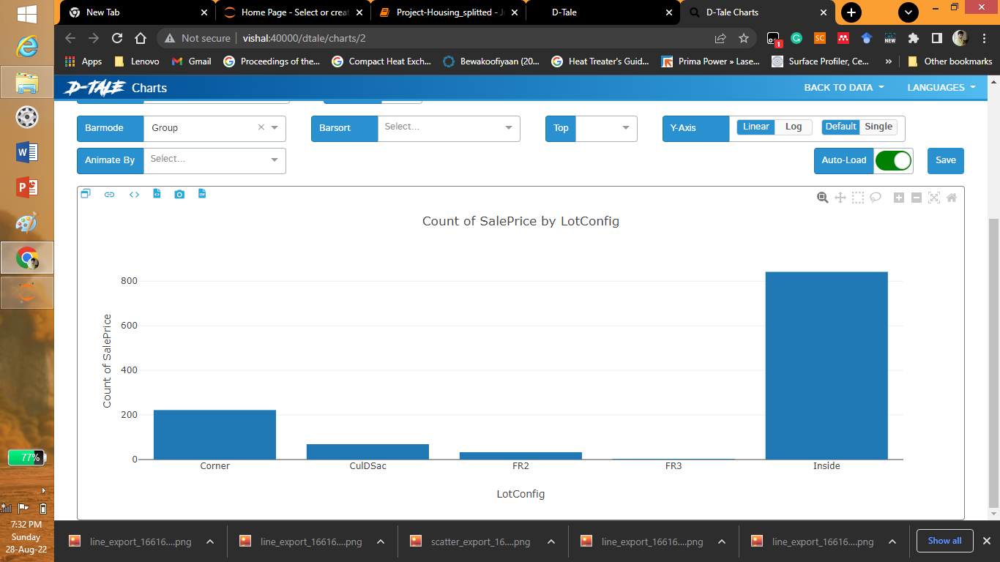 New Tab
Home Page - Select or creat
Project-Housing_splitted - J
D-Tale
D-Tale Charts
Not secure | vishal:40000/dtale/charts/2
1
SC
NEW
Apps
Lenovo
Gmail
Proceedings of the...
Compact Heat Exch...
Bewakoofiyaan (20...
Heat Treater's Guid...
Prima Power » Lase...
Surface Profiler, Ce...
»
Other bookmarks
D-TALE Charts
BACK TO DATA
LANGUAGES
Barmode
Group
Barsort
Select...
Top
Y-Axis
Linear
Log
Default
Single
Animate By
Select...
Auto-Load
Save
Count of SalePrice by LotConfig
800
600
400
200
0
Count of SalePrice
Corner
CulDSac
FR2
FR3
Inside
LotConfig
77%
7:32 PM
Sunday
28-Aug-22
line_export_16616....png
line_export_16616....png
scatter_export_16....png
line_export_16616....png
line_export_16616....png
Show all